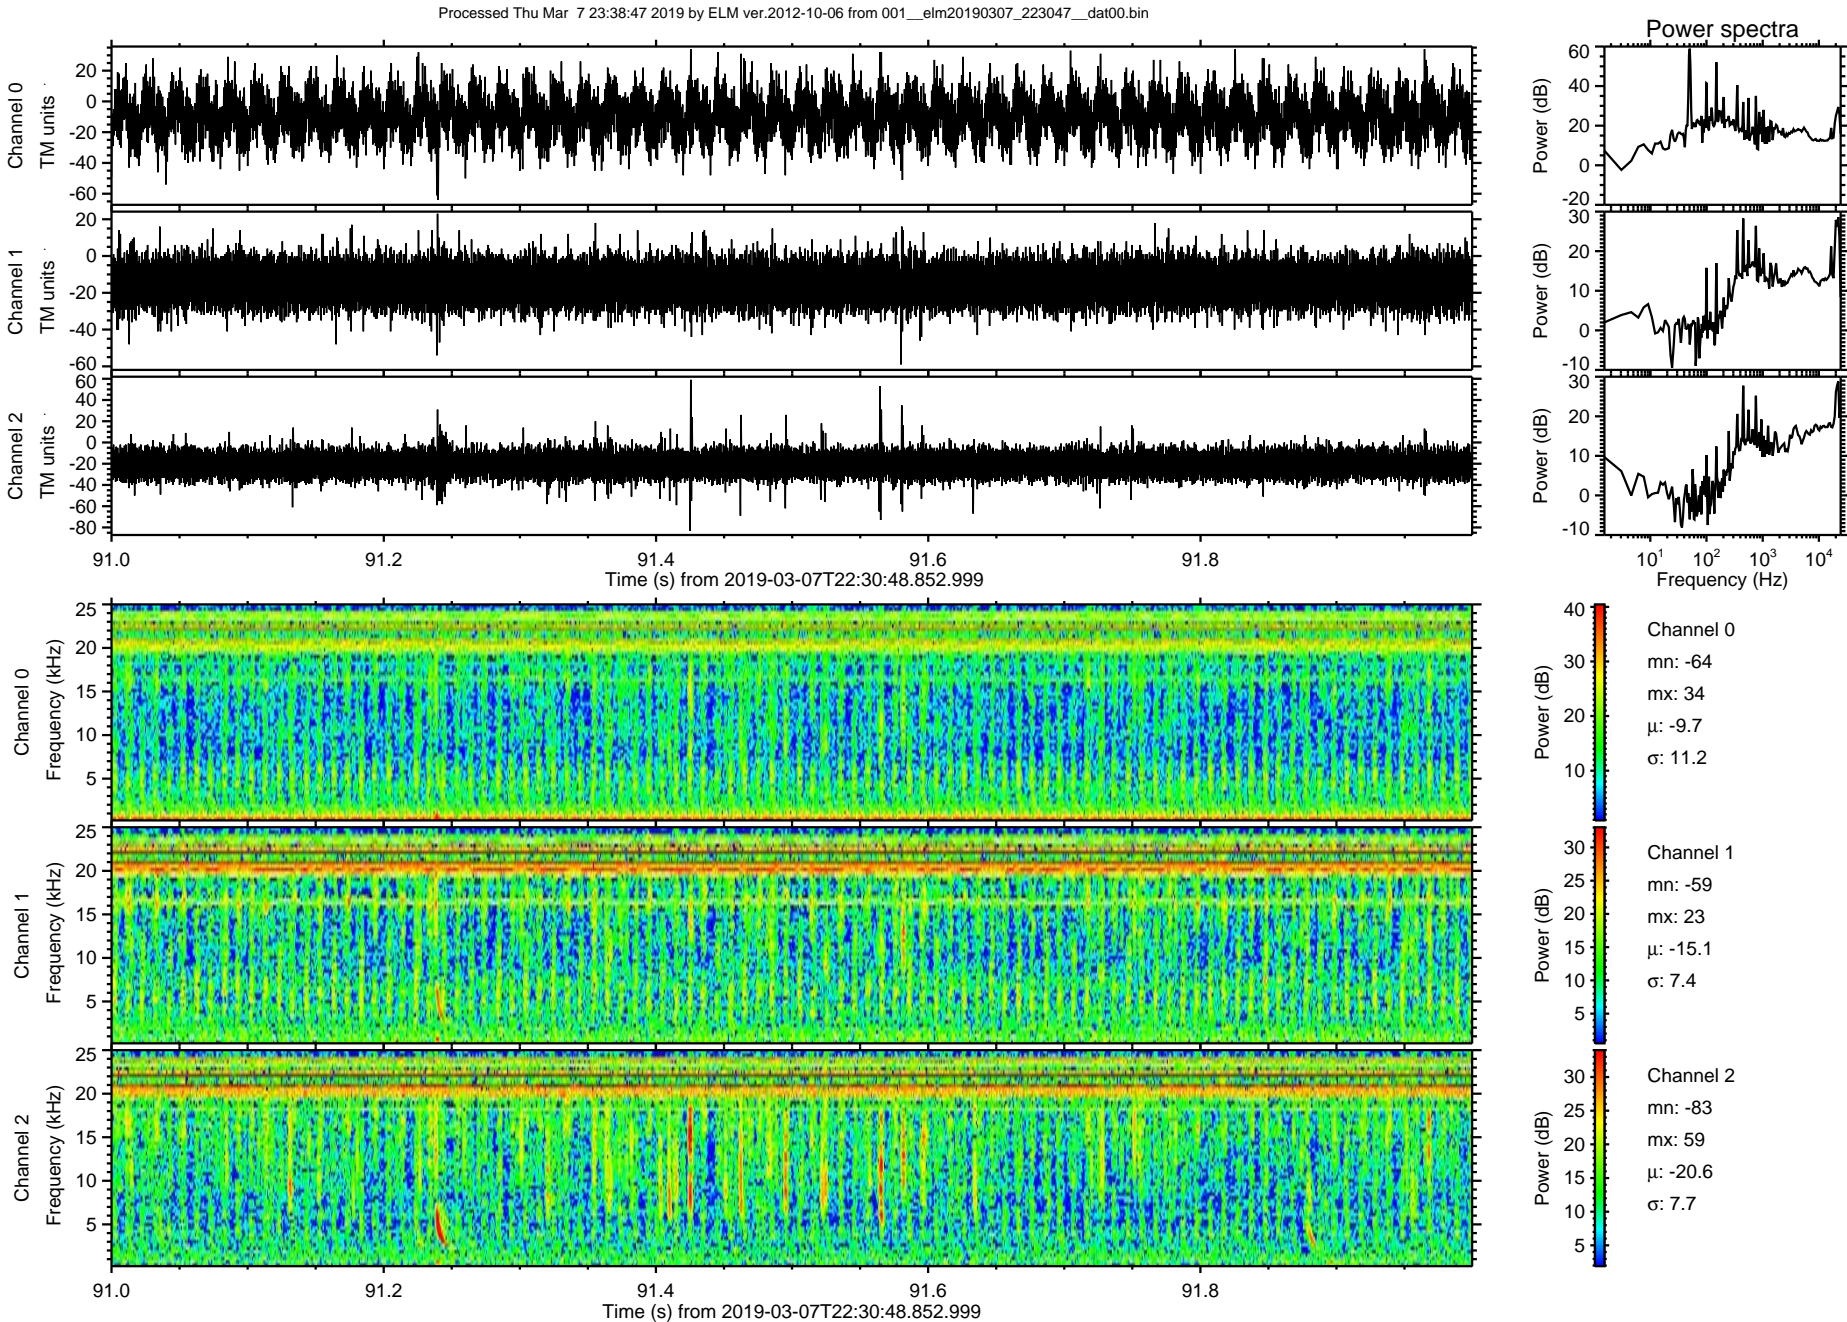 Processed Thu Mar  7 23:38:47 2019 by ELM ver.2012-10-06 from 001__elm20190307_223047__dat00.bin
Power spectra
Channel 0
TM units
20
0
-20
-40
-60
Power (dB)
60
40
20
0
-20
Channel 1
TM units
20
0
-20
-40
-60
Power (dB)
30
20
10
0
-10
Channel 2
TM units
60
40
20
0
-20
-40
-60
-80
Power (dB)
30
20
10
0
-10
91.0 91.2 91.4 91.6 91.8
Time (s) from 2019-03-07T22:30:48.852.999
10¹ 10² 10³ 10⁴
Frequency (Hz)
Channel 0
Frequency (kHz)
25
20
15
10
5
Power (dB)
40
30
20
10
Channel 0
mn: -64
mx: 34
μ: -9.7
σ: 11.2
Channel 1
Frequency (kHz)
25
20
15
10
5
Power (dB)
30
25
20
15
10
5
Channel 1
mn: -59
mx: 23
μ: -15.1
σ: 7.4
Channel 2
Frequency (kHz)
25
20
15
10
5
Power (dB)
30
25
20
15
10
5
Channel 2
mn: -83
mx: 59
μ: -20.6
σ: 7.7
91.0 91.2 91.4 91.6 91.8
Time (s) from 2019-03-07T22:30:48.852.999